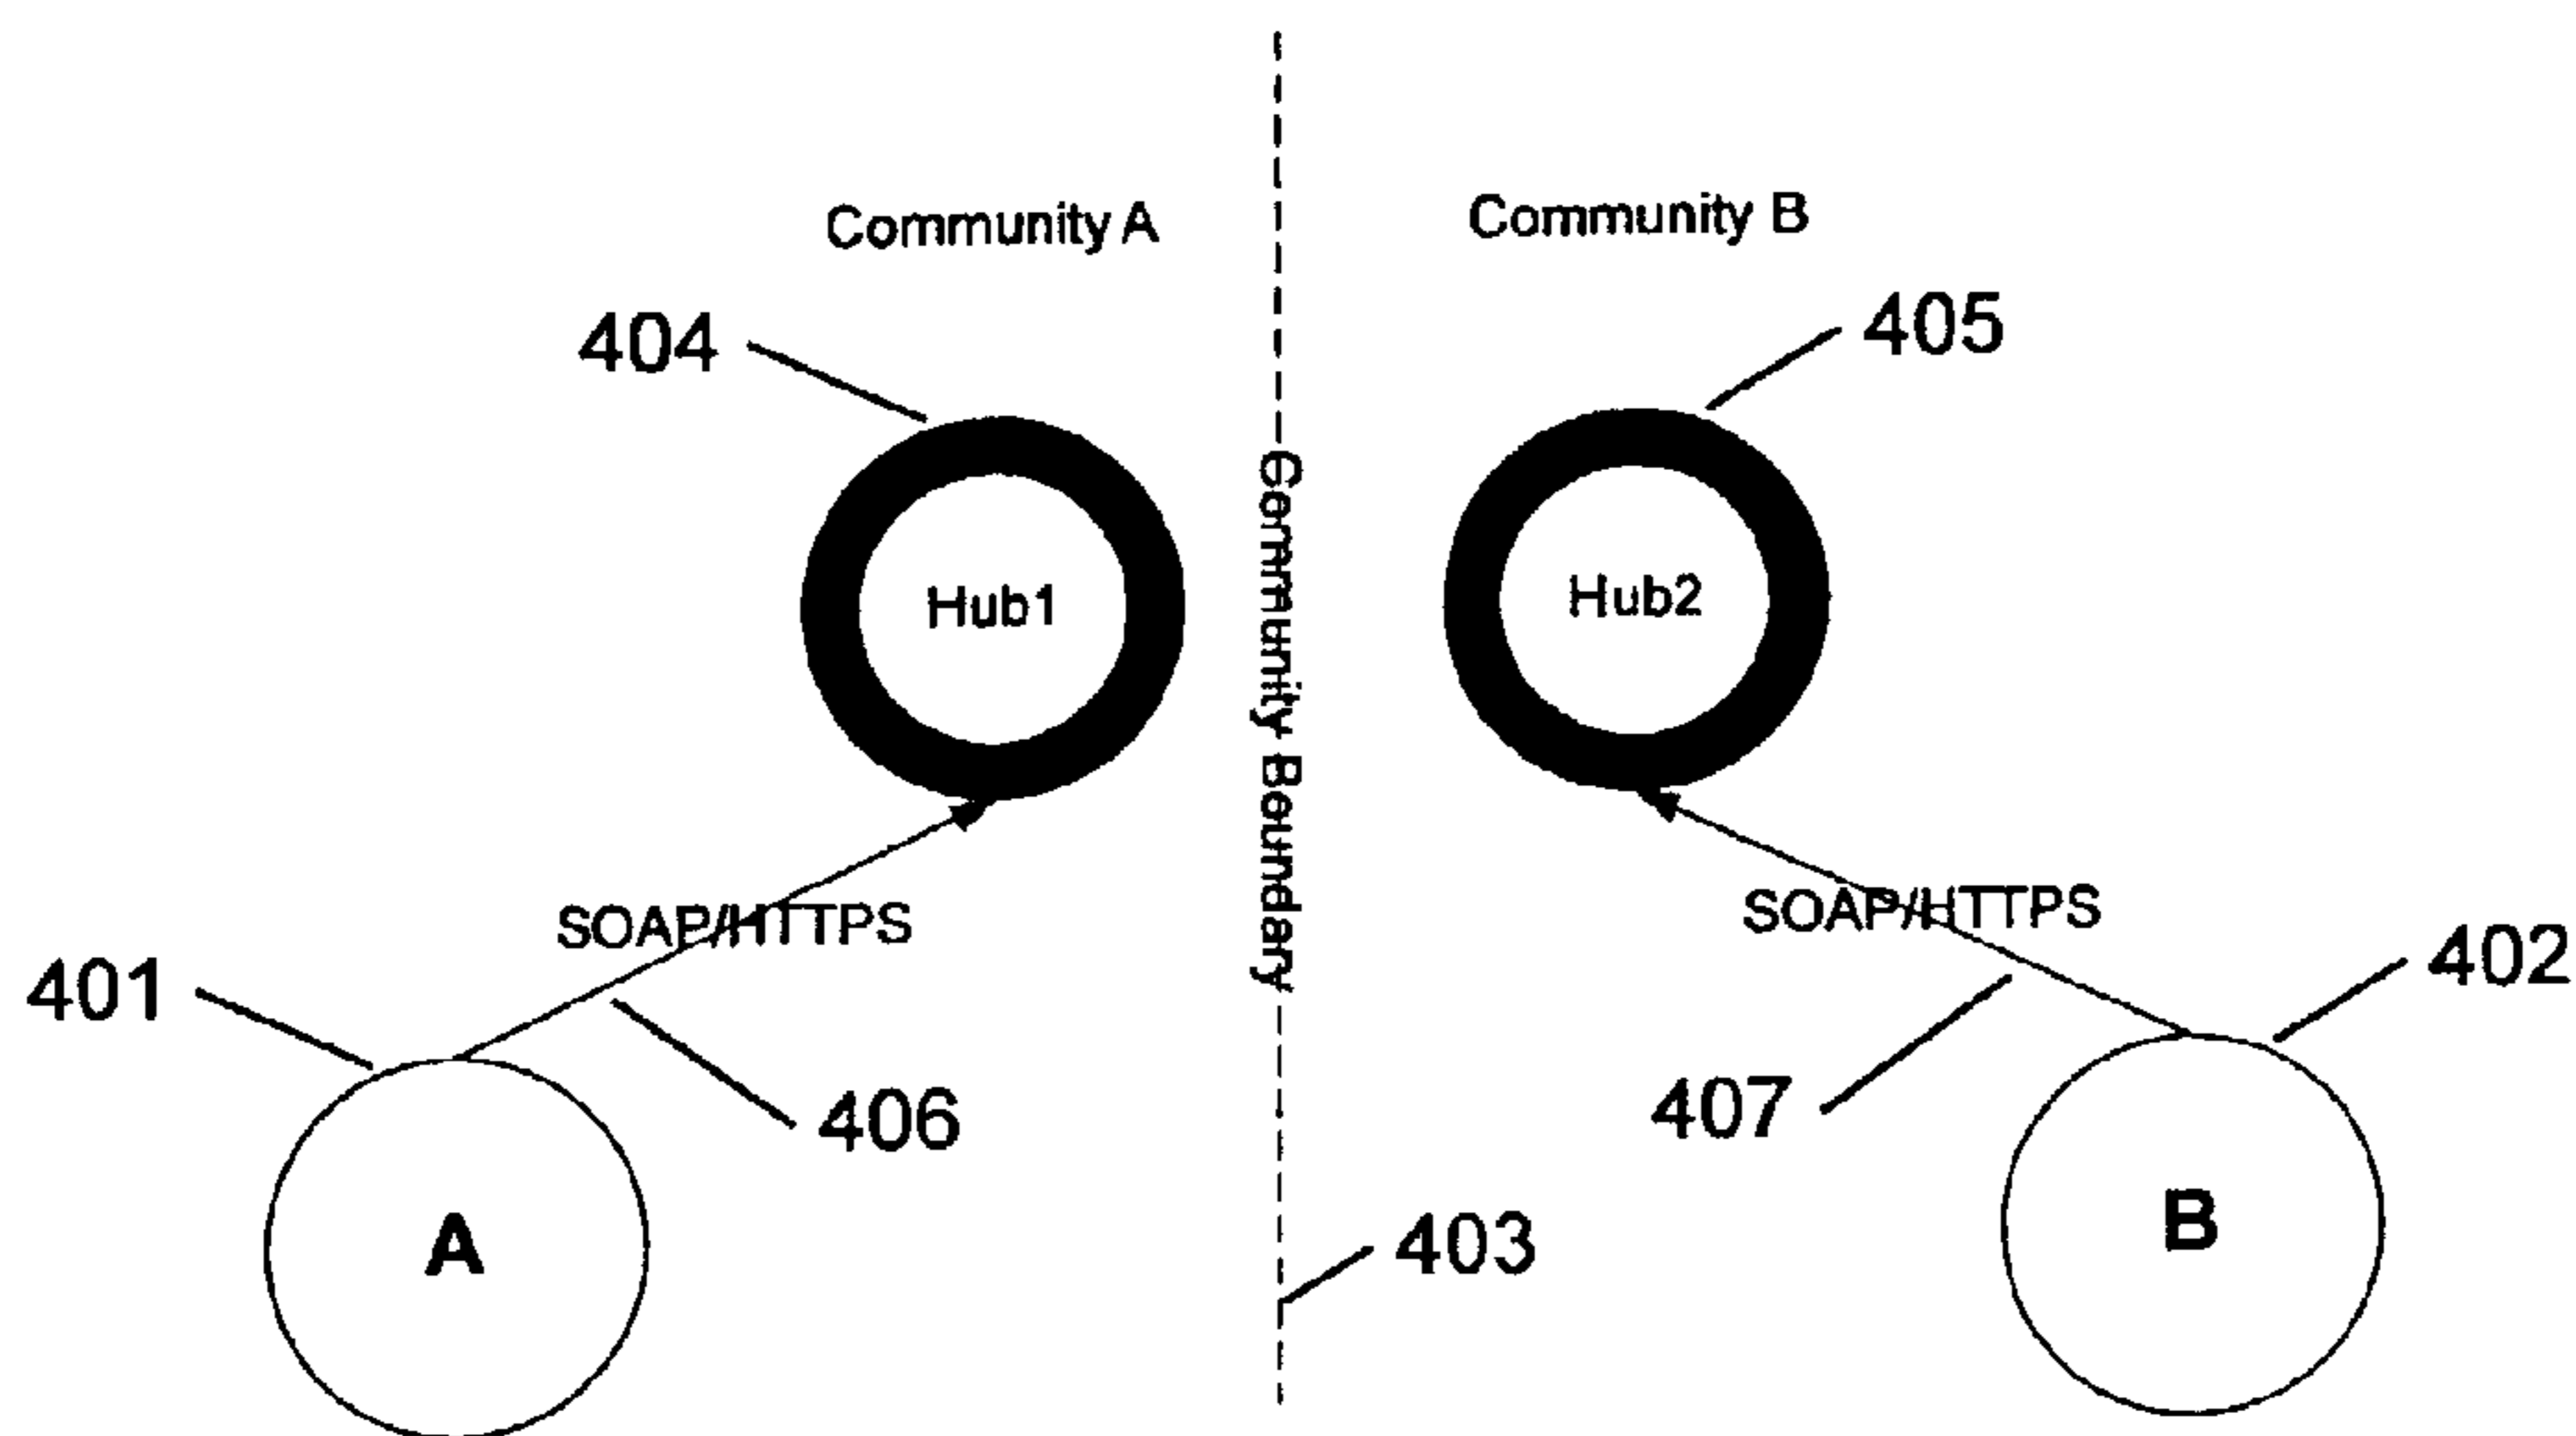 Community A
Community B
404
405
Hub1
Hub2
Community Boundary
SOAP/HTTPS
SOAP/HTTPS
401
402
406
407
A
B
403